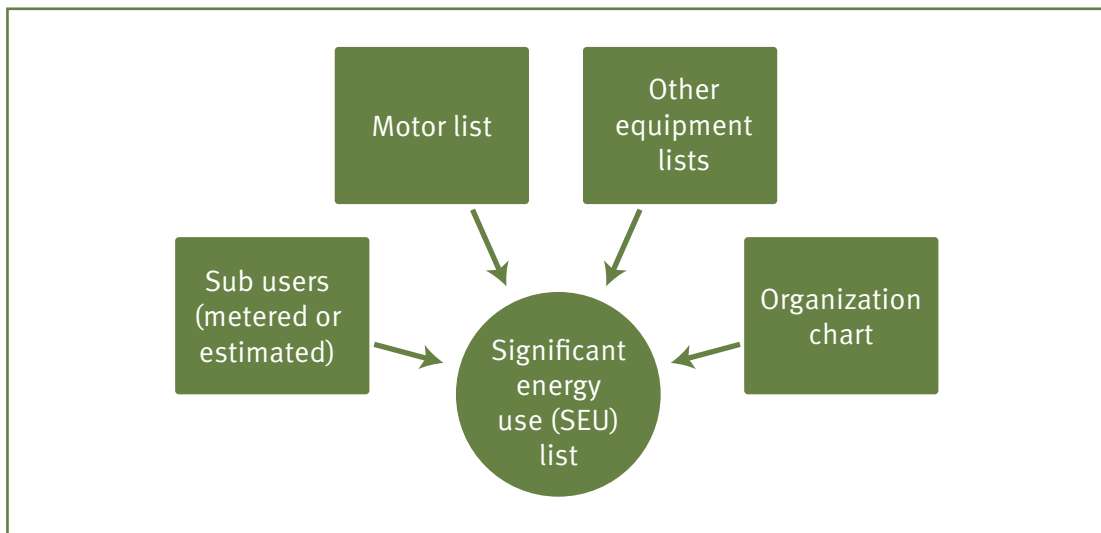 Motor list
Other
equipment
lists
Sub users
(metered or
estimated)
Organization
chart
Significant
energy
use (SEU)
list